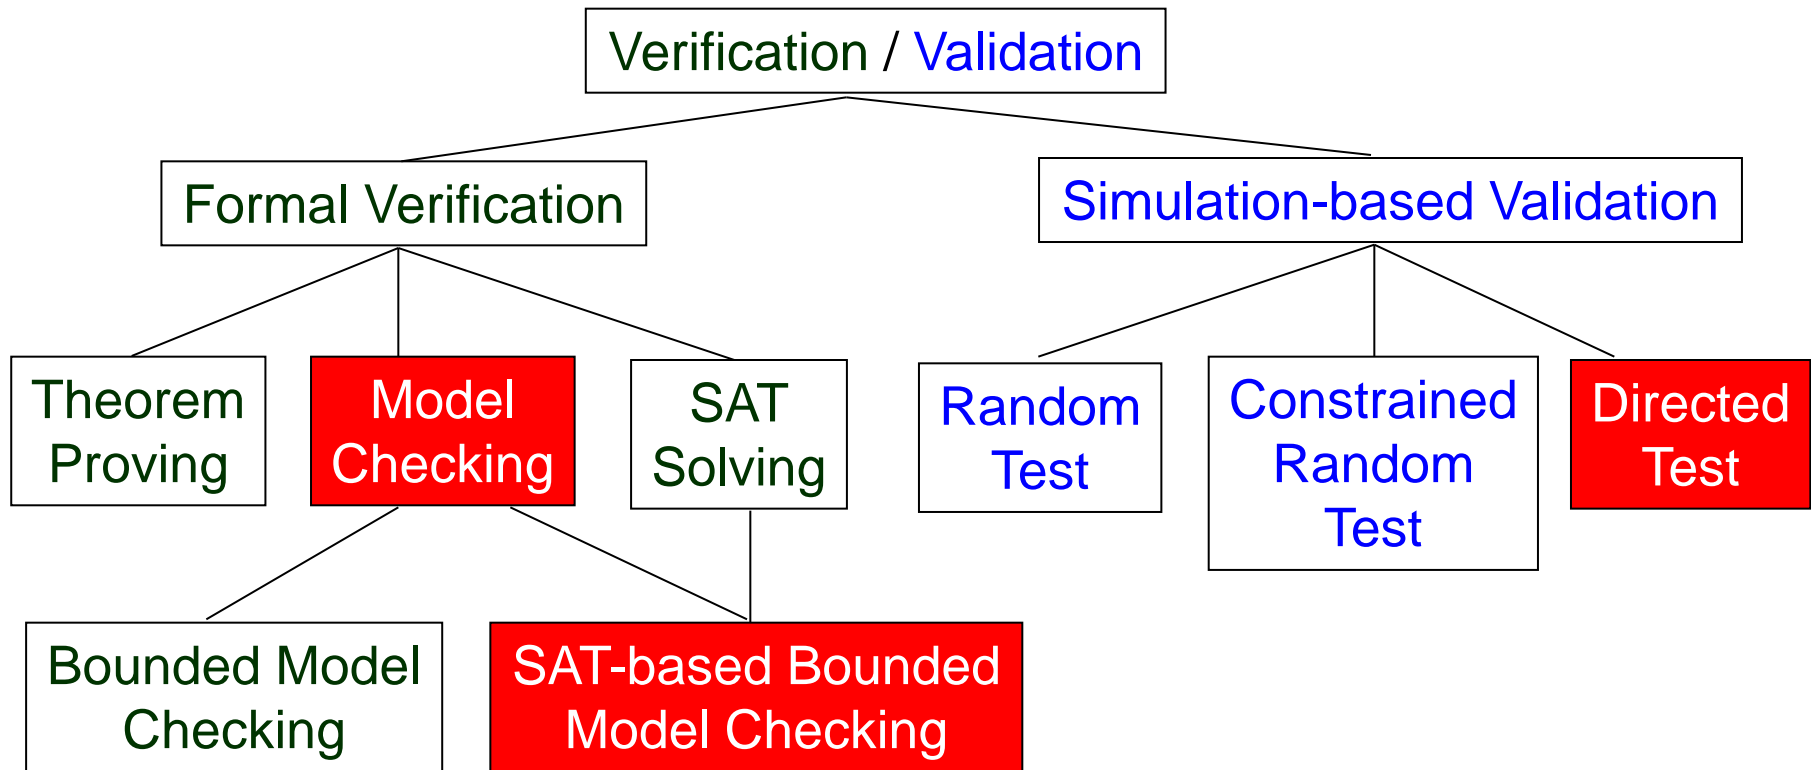 Verification / Validation
Formal Verification
Simulation-based Validation
Theorem
Proving
Model
Checking
SAT
Solving
Random
Test
Constrained
Random
Test
Directed
Test
Bounded Model
Checking
SAT-based Bounded
Model Checking